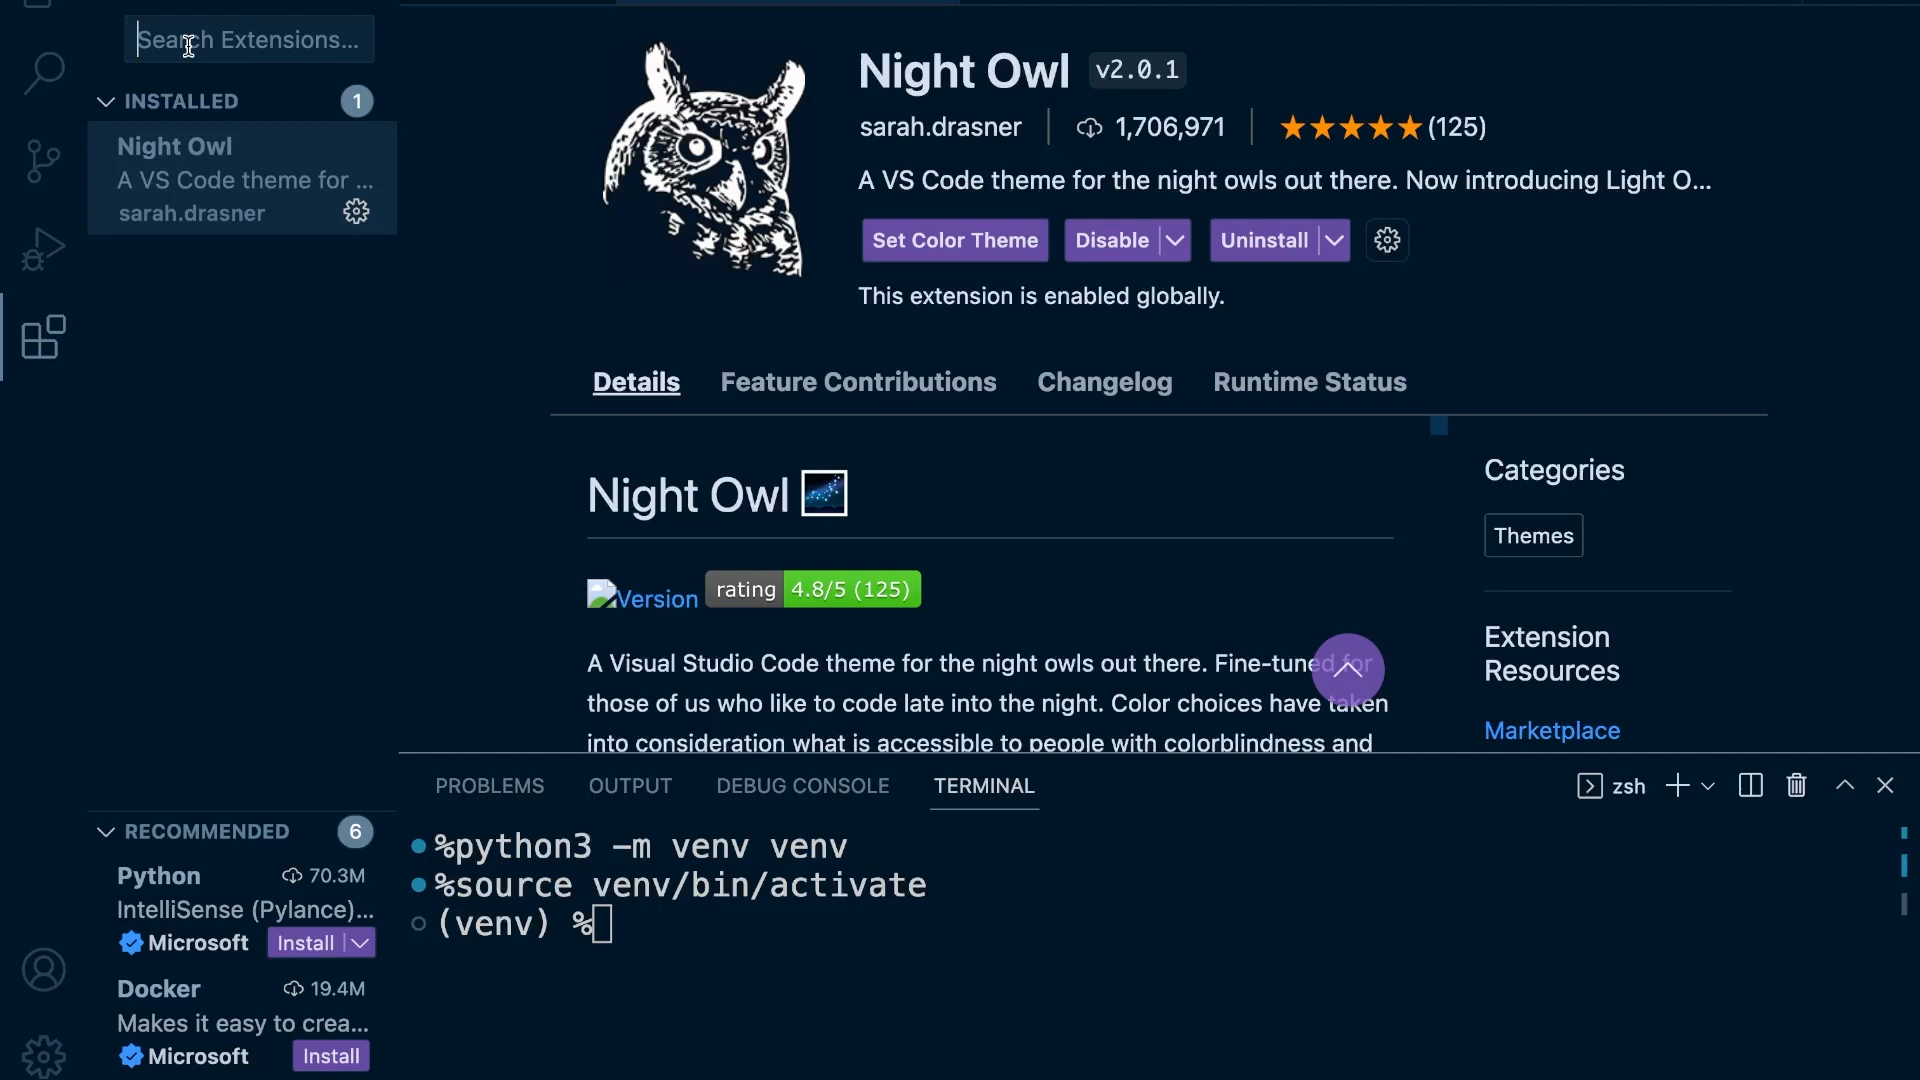 Search Extensions...
INSTALLED 1
Night Owl
A VS Code theme for ...
sarah.drasner
Night Owl v2.0.1
sarah.drasner 1,706,971 (125)
A VS Code theme for the night owls out there. Now introducing Light O...
Set Color Theme Disable Uninstall
This extension is enabled globally.
Details Feature Contributions Changelog Runtime Status
Night Owl
Version rating 4.8/5 (125)
A Visual Studio Code theme for the night owls out there. Fine-tuned for
those of us who like to code late into the night. Color choices have taken
into consideration what is accessible to people with colorblindness and
Categories
Themes
Extension
Resources
Marketplace
PROBLEMS OUTPUT DEBUG CONSOLE TERMINAL zsh
%python3 -m venv venv
%source venv/bin/activate
(venv) %
RECOMMENDED 6
Python 70.3M
IntelliSense (Pylance)...
Microsoft Install
Docker 19.4M
Makes it easy to crea...
Microsoft Install